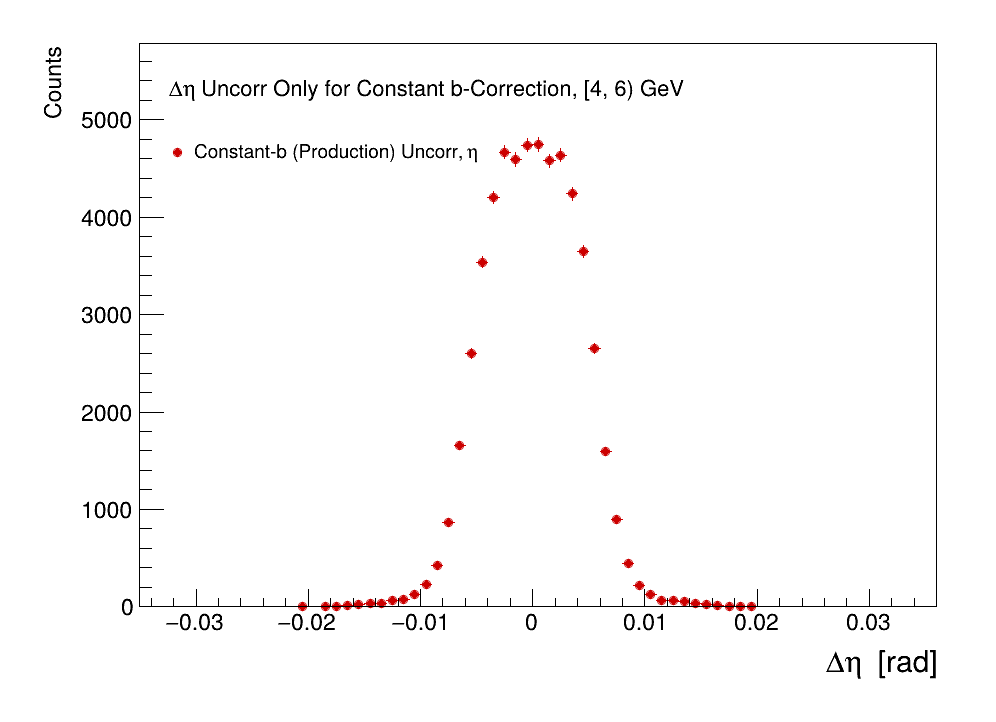 Counts
Δη Uncorr Only for Constant b-Correction, [4, 6) GeV
Constant-b (Production) Uncorr, η
5000
4000
3000
2000
1000
0
−0.03 −0.02 −0.01 0 0.01 0.02 0.03
Δη [rad]